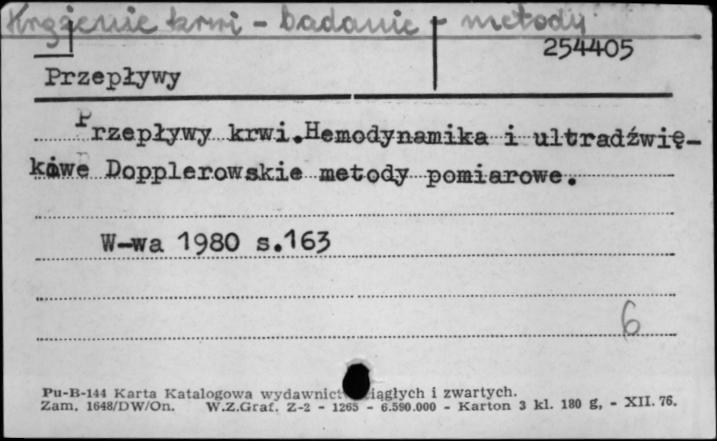 Krążenie krwi - badanie - metody
254405
Przepływy
Przepływy krwi.Hemodynamika i ultradźwię-
kowe Dopplerowskie metody pomiarowe.
W-wa 1980 s.163
6
Pu-B-144 Karta Katalogowa wydawnict iągłych i zwartych.
Zam. 1648/DW/On. W.Z.Graf. Z-2 - 1265 - 6.590.000 - Karton 3 kl. 180 g, - XII. 76.